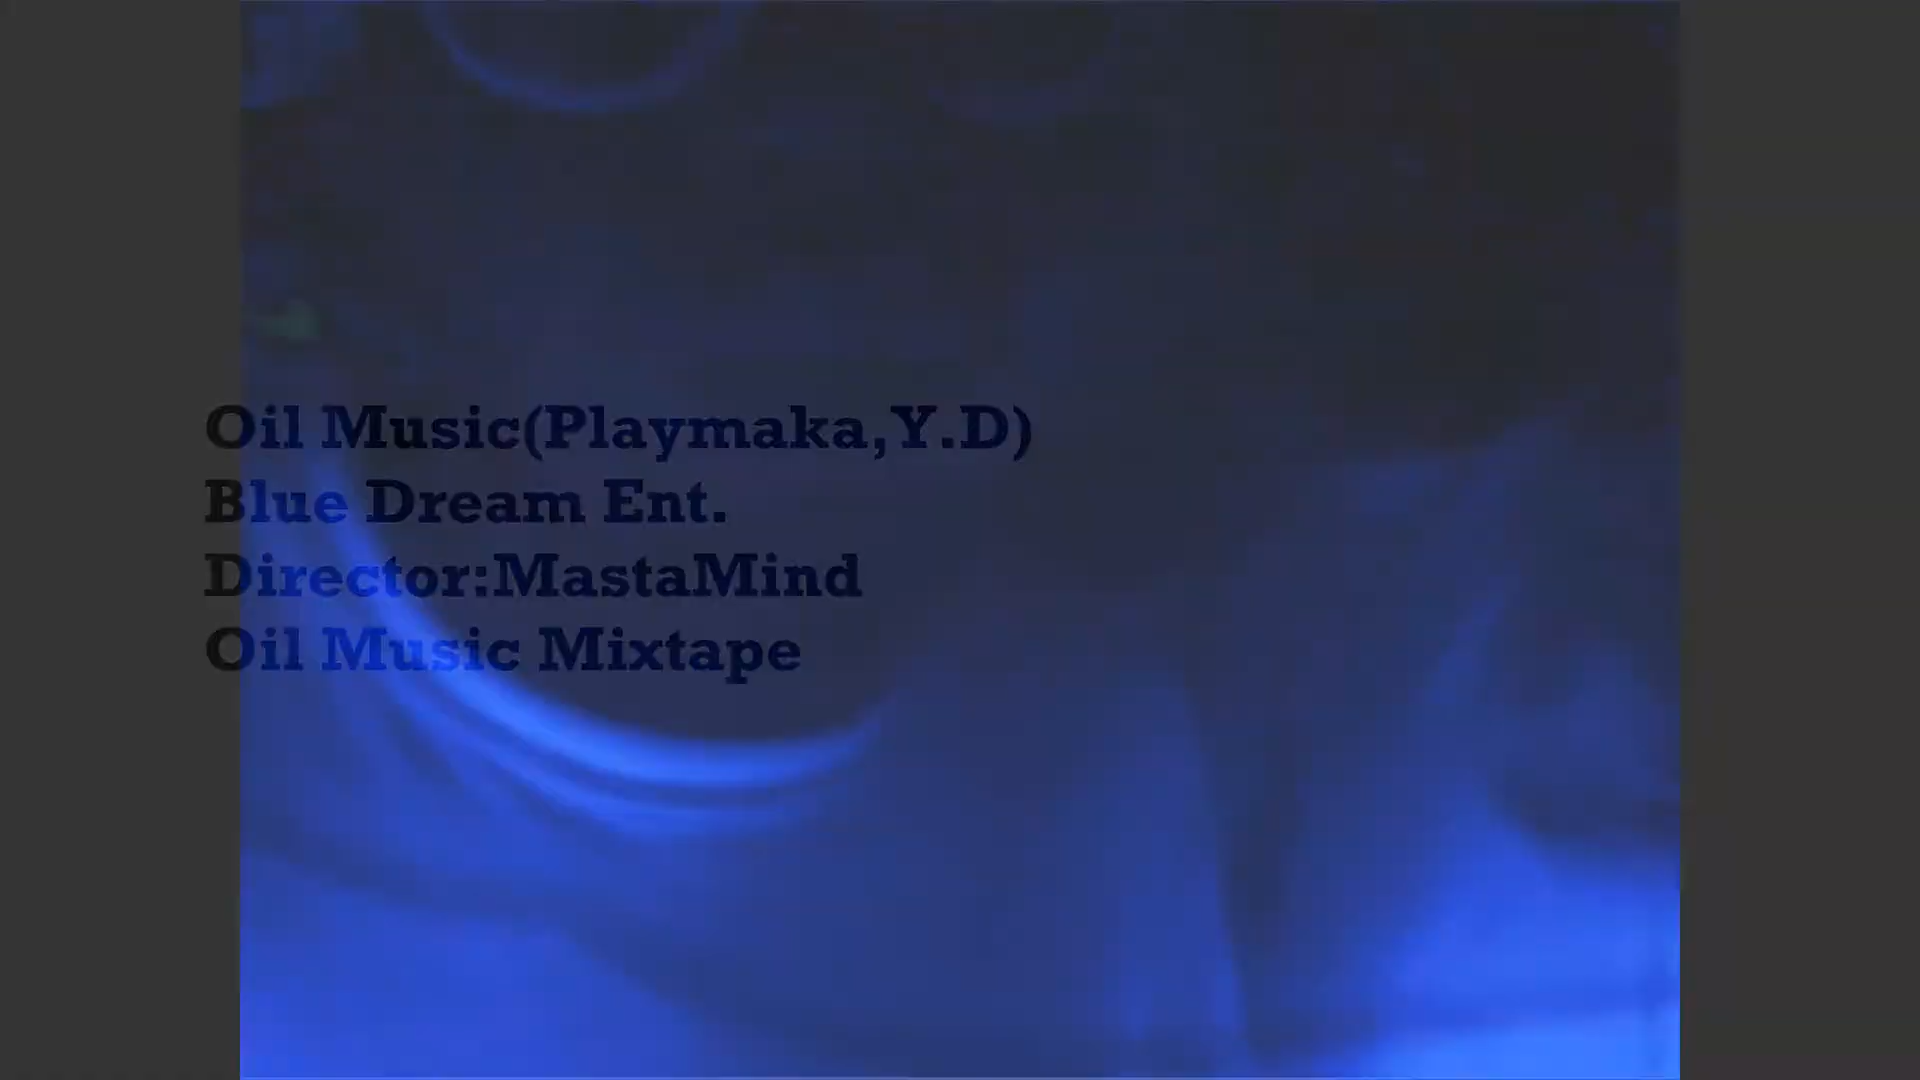 Oil Music(Playmaka,Y.D)
Blue Dream Ent.
Director:MastaMind
Oil Music Mixtape